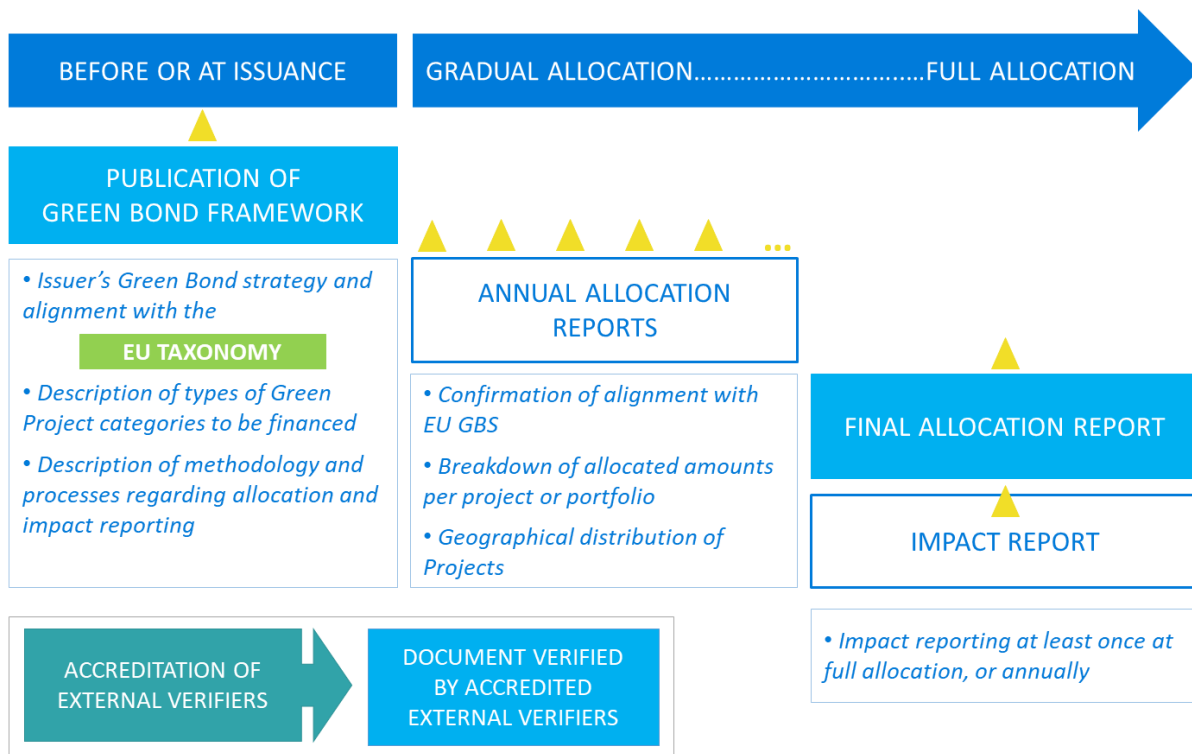 BEFORE OR AT ISSUANCE
GRADUAL ALLOCATION……………………………..…FULL ALLOCATION
PUBLICATION OF
GREEN BOND FRAMEWORK
• Issuer's Green Bond strategy and
alignment with the
EU TAXONOMY
• Description of types of Green
Project categories to be financed
• Description of methodology and
processes regarding allocation and
impact reporting
...
ANNUAL ALLOCATION
REPORTS
• Confirmation of alignment with
EU GBS
• Breakdown of allocated amounts
per project or portfolio
• Geographical distribution of
Projects
FINAL ALLOCATION REPORT
IMPACT REPORT
• Impact reporting at least once at
full allocation, or annually
ACCREDITATION OF
EXTERNAL VERIFIERS
DOCUMENT VERIFIED
BY ACCREDITED
EXTERNAL VERIFIERS